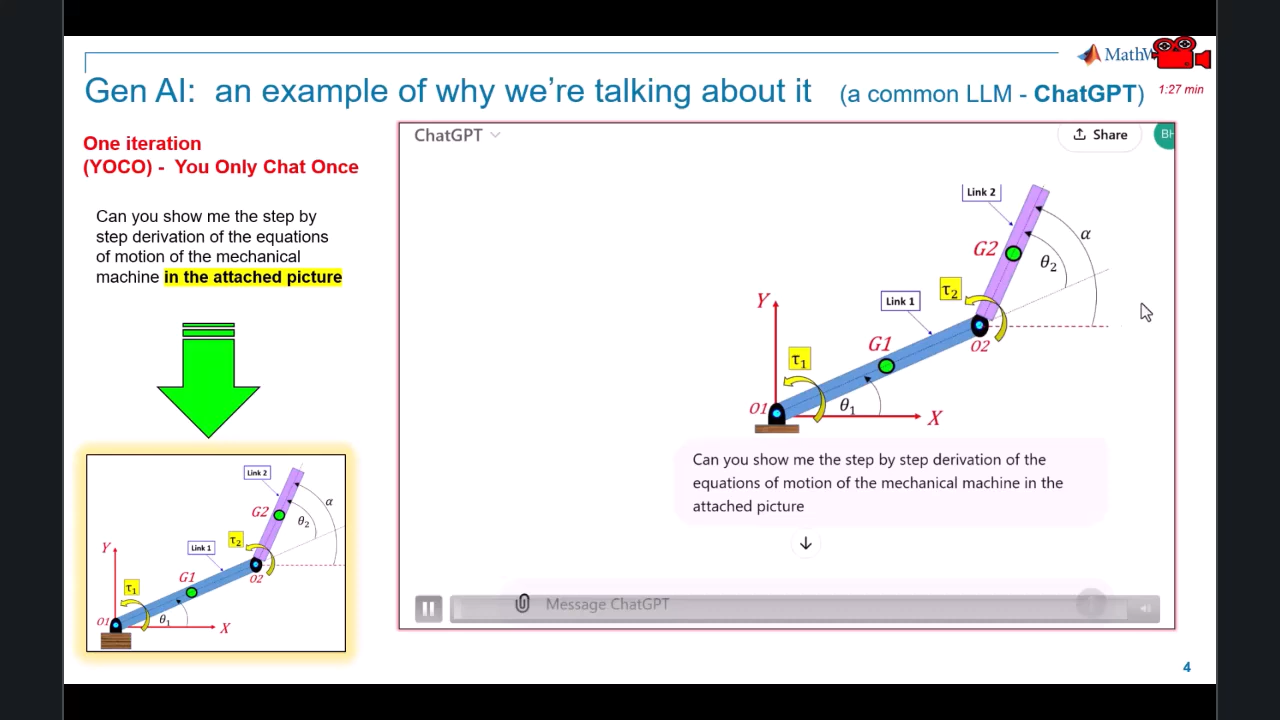 MathW
Gen AI: an example of why we're talking about it (a common LLM - ChatGPT)
1:27 min
One iteration
(YOCO) - You Only Chat Once
Can you show me the step by
step derivation of the equations
of motion of the mechanical
machine in the attached picture
Link 2
α
G2
θ2
τ2
Link 1
Y
G1
O2
τ1
O1
θ1
X
ChatGPT
Share
BH
Link 2
α
G2
θ2
τ2
Link 1
Y
G1
O2
τ1
O1
θ1
X
Can you show me the step by step derivation of the
equations of motion of the mechanical machine in the
attached picture
Message ChatGPT
4